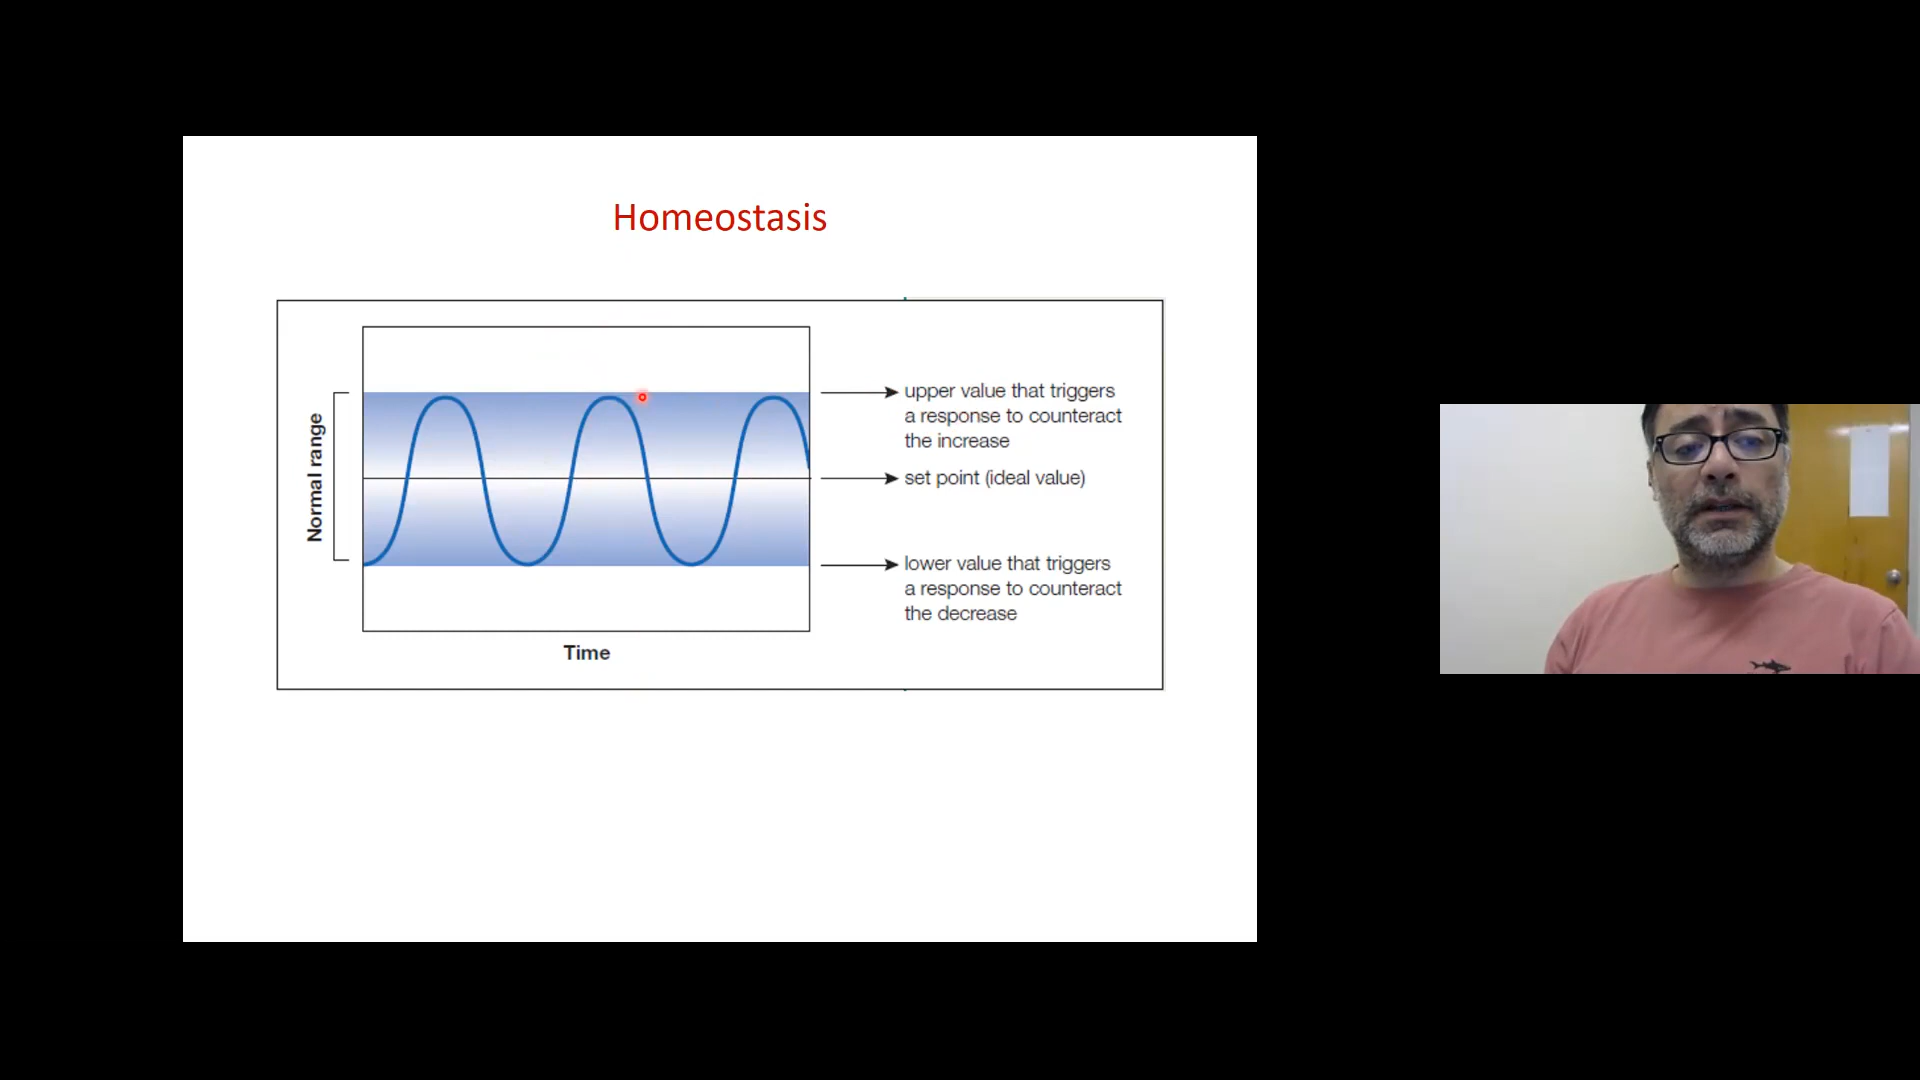 Homeostasis
Normal range
upper value that triggers
a response to counteract
the increase
set point (ideal value)
lower value that triggers
a response to counteract
the decrease
Time